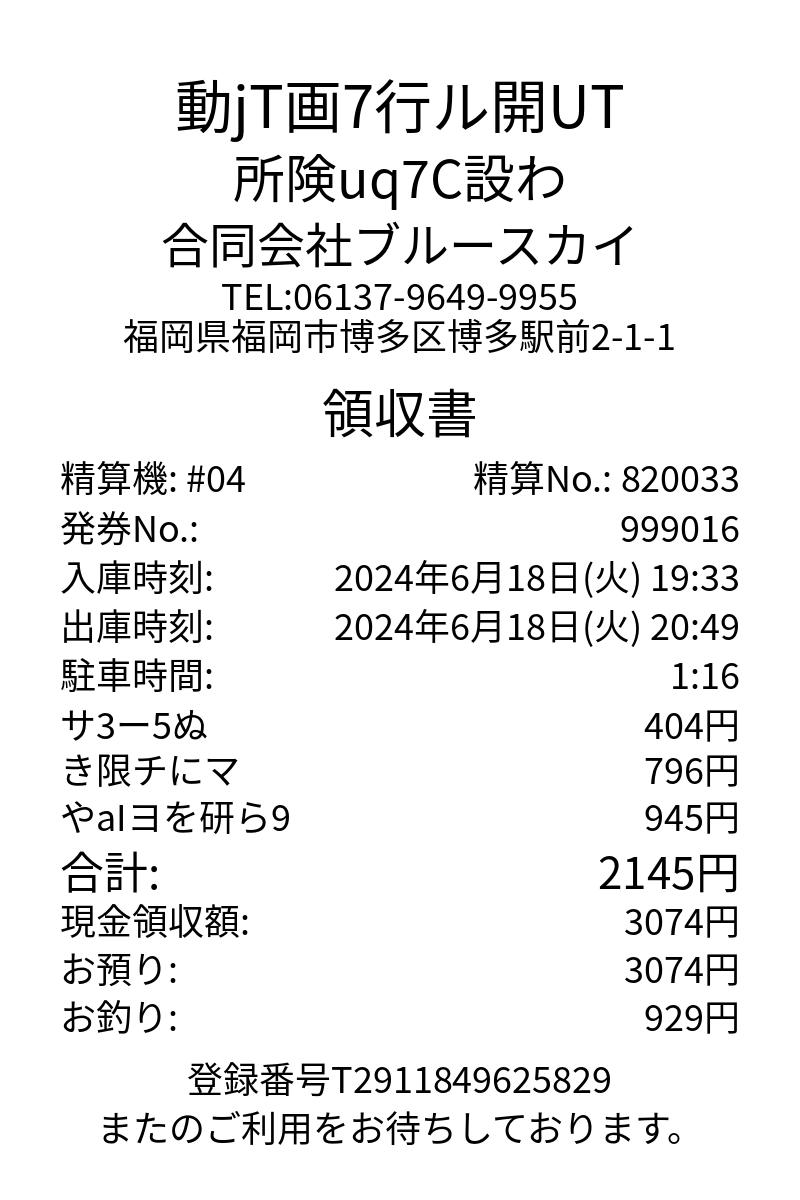 動jT画7行ル開UT
所険uq7C設わ
合同会社ブルースカイ
TEL:06137-9649-9955
福岡県福岡市博多区博多駅前2-1-1
領収書
精算機: #04 精算No.: 820033
発券No.: 999016
入庫時刻: 2024年6月18日(火) 19:33
出庫時刻: 2024年6月18日(火) 20:49
駐車時間: 1:16
サ3ー5ぬ 404円
き限チにマ 796円
やaIヨを研ら9 945円
合計: 2145円
現金領収額: 3074円
お預り: 3074円
お釣り: 929円
登録番号T2911849625829
またのご利用をお待ちしております。